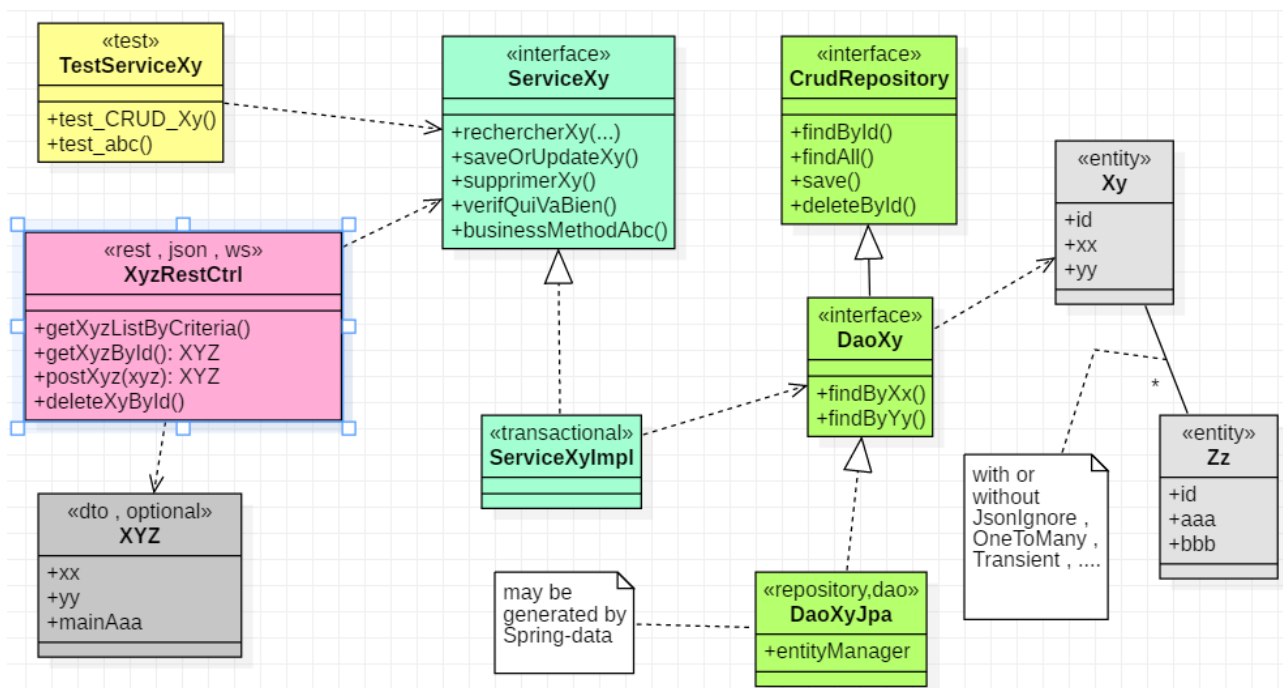 «test»
TestServiceXy
+test_CRUD_Xy()
+test_abc()
«interface»
ServiceXy
+rechercherXy(...)
+saveOrUpdateXy()
+supprimerXy()
+verifQuiVaBien()
+businessMethodAbc()
«interface»
CrudRepository
+findById()
+findAll()
+save()
+deleteById()
«entity»
Xy
+id
+xx
+yy
«rest , json , ws»
XyzRestCtrl
+getXyzListByCriteria()
+getXyzById(): XYZ
+postXyz(xyz): XYZ
+deleteXyById()
«interface»
DaoXy
+findByXx()
+findByYy()
*
«transactional»
ServiceXyImpl
«entity»
Zz
+id
+aaa
+bbb
with or
without
JsonIgnore ,
OneToMany ,
Transient , ....
«dto , optional»
XYZ
+xx
+yy
+mainAaa
may be
generated by
Spring-data
«repository,dao»
DaoXyJpa
+entityManager